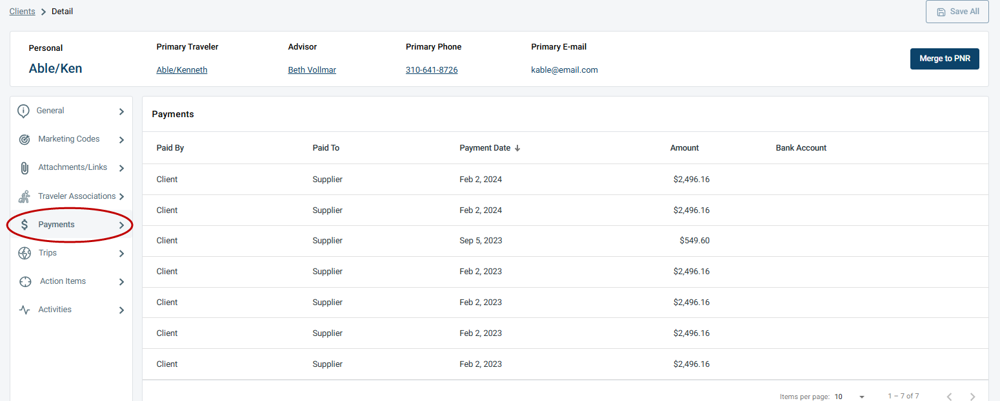 Clients > Detail
Save All
Personal
Primary Traveler
Advisor
Primary Phone
Primary E-mail
Able/Ken
Able/Kenneth
Beth Vollmar
310-641-8726
kable@email.com
Merge to PNR
General
Marketing Codes
Attachments/Links
Traveler Associations
Payments
Trips
Action Items
Activities
Payments
Paid By Paid To Payment Date Amount Bank Account
Client Supplier Feb 2, 2024 $2,496.16
Client Supplier Feb 2, 2024 $2,496.16
Client Supplier Sep 5, 2023 $549.60
Client Supplier Feb 2, 2023 $2,496.16
Client Supplier Feb 2, 2023 $2,496.16
Client Supplier Feb 2, 2023 $2,496.16
Client Supplier Feb 2, 2023 $2,496.16
Items per page: 10 1 – 7 of 7